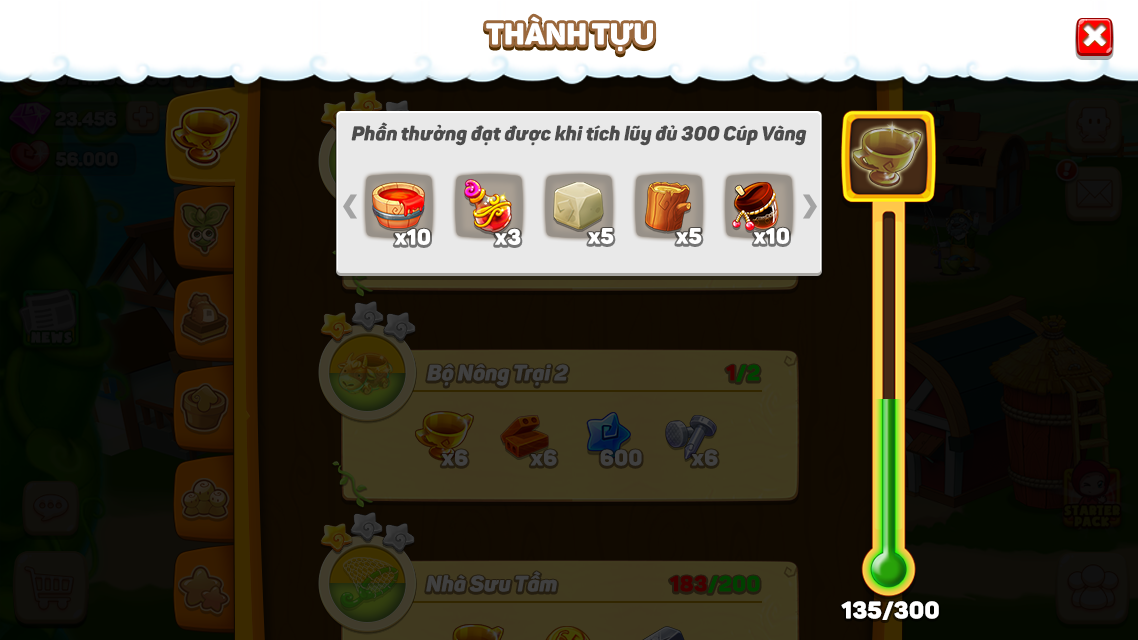 THÀNH TỰU
23.456
56.000
Phần thưởng đạt được khi tích lũy đủ 300 Cúp Vàng
x10
x3
x5
x5
x10
NEWS
Bộ Nông Trại 2
1/2
x6
x6
600
x6
STARTER
PACK
Nhà Sưu Tầm
183/200
135/300